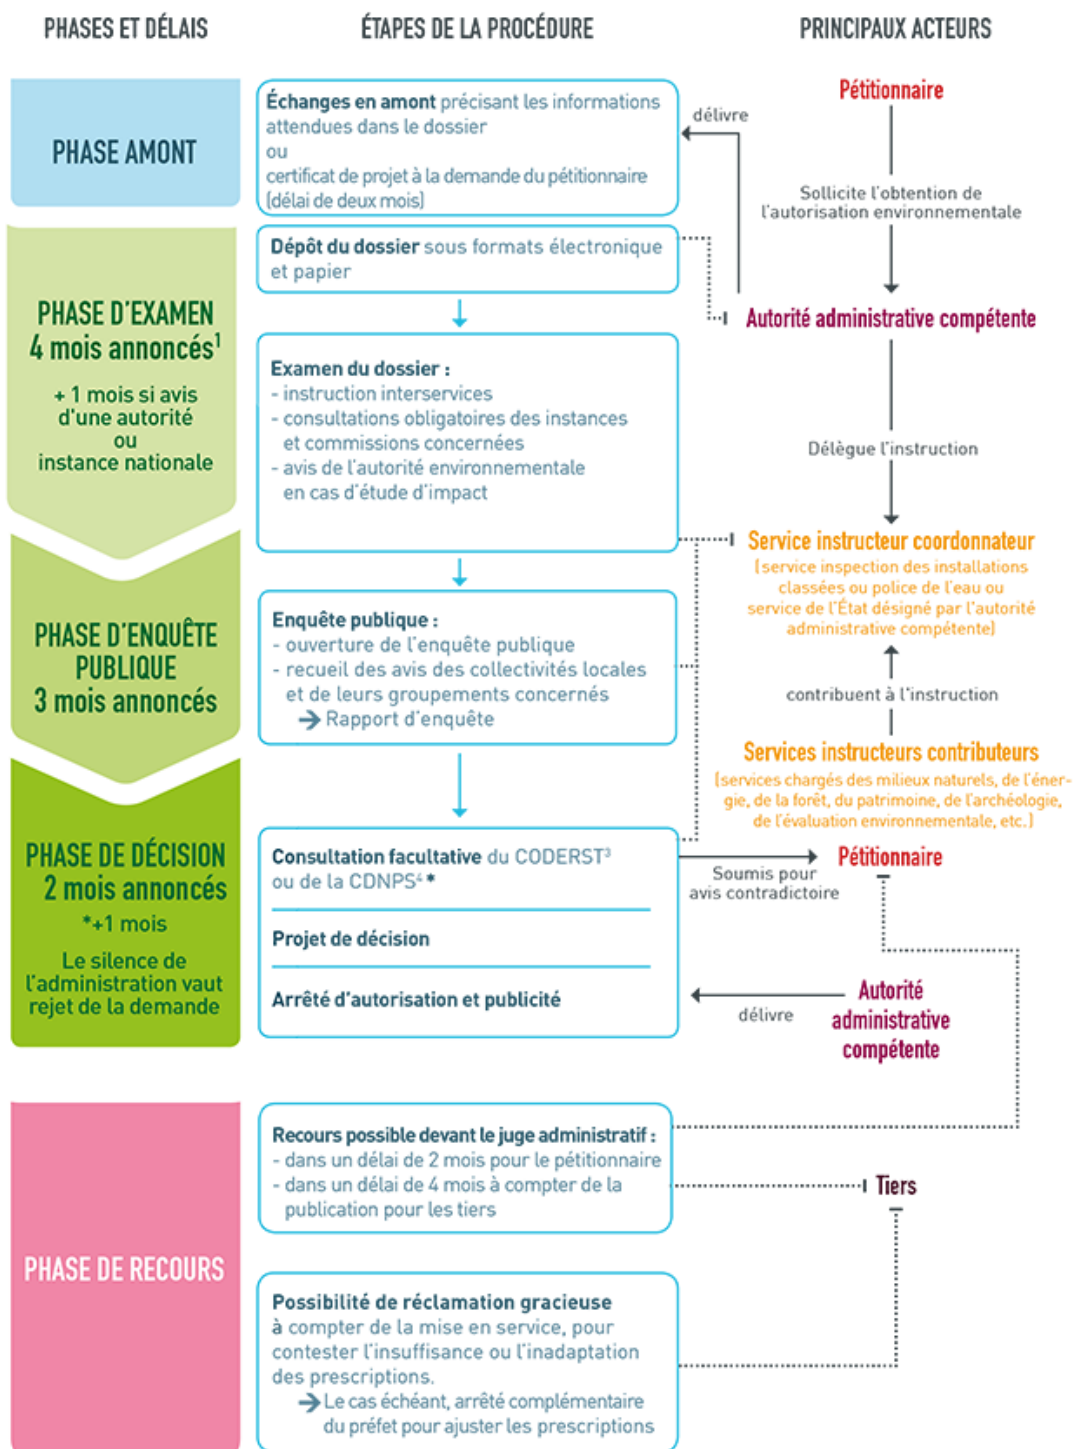 PHASES ET DÉLAIS
ÉTAPES DE LA PROCÉDURE
PRINCIPAUX ACTEURS
PHASE AMONT
Échanges en amont précisant les informations
attendues dans le dossier
ou
certificat de projet à la demande du pétitionnaire
(délai de deux mois)
délivre
Pétitionnaire
Sollicite l'obtention de
l'autorisation environnementale
PHASE D'EXAMEN
4 mois annoncés¹
+ 1 mois si avis
d'une autorité
ou
instance nationale
Dépôt du dossier sous formats électronique
et papier
Autorité administrative compétente
Examen du dossier :
- instruction interservices
- consultations obligatoires des instances
et commissions concernées
- avis de l'autorité environnementale
en cas d'étude d'impact
Délègue l'instruction
Service instructeur coordonnateur
(service inspection des installations
classées ou police de l'eau ou
service de l'État désigné par l'autorité
administrative compétente)
PHASE D'ENQUÊTE
PUBLIQUE
3 mois annoncés
Enquête publique :
- ouverture de l'enquête publique
- recueil des avis des collectivités locales
et de leurs groupements concernés
→ Rapport d'enquête
contribuent à l'instruction
Services instructeurs contributeurs
(services chargés des milieux naturels, de l'éner-
gie, de la forêt, du patrimoine, de l'archéologie,
de l'évaluation environnementale, etc.)
PHASE DE DÉCISION
2 mois annoncés
*+1 mois
Le silence de
l'administration vaut
rejet de la demande
Consultation facultative du CODERST³
ou de la CDNPS⁴ *
Projet de décision
Arrêté d'autorisation et publicité
Soumis pour
avis contradictoire
Pétitionnaire
délivre
Autorité
administrative
compétente
PHASE DE RECOURS
Recours possible devant le juge administratif :
- dans un délai de 2 mois pour le pétitionnaire
- dans un délai de 4 mois à compter de la
publication pour les tiers
Tiers
Possibilité de réclamation gracieuse
à compter de la mise en service, pour
contester l'insuffisance ou l'inadaptation
des prescriptions.
→ Le cas échéant, arrêté complémentaire
du préfet pour ajuster les prescriptions